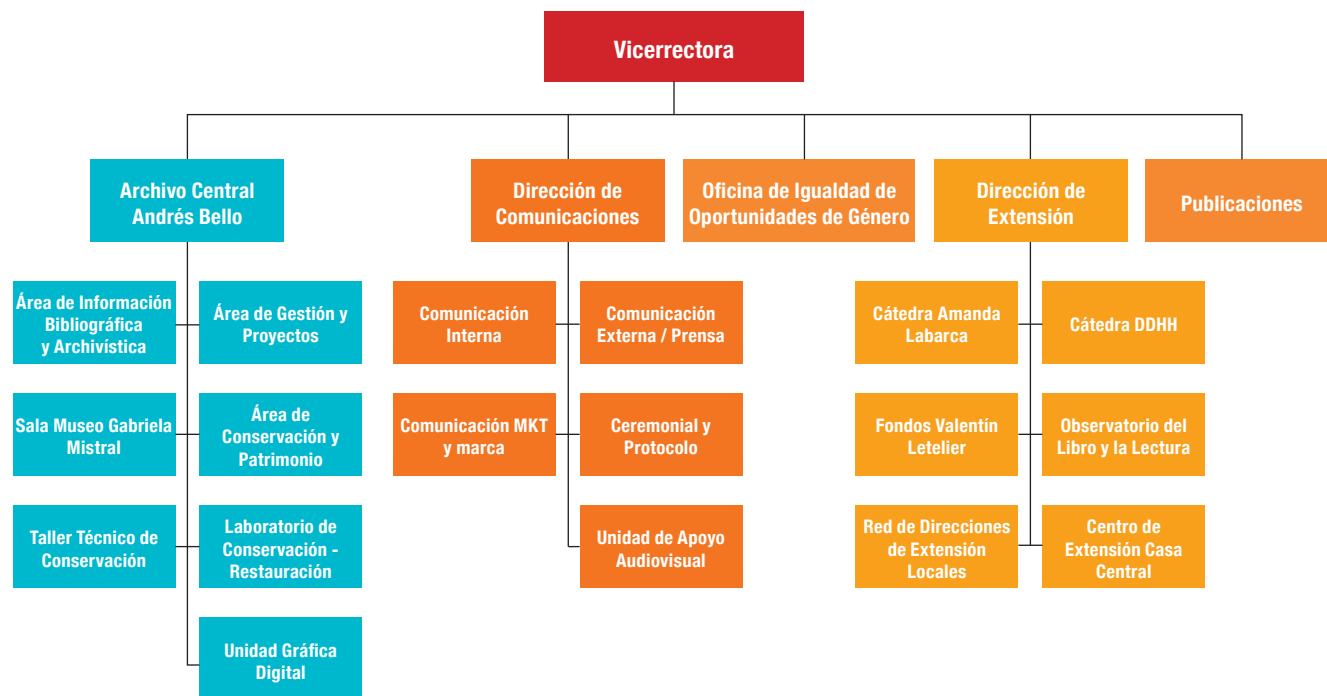 Vicerrectora
Archivo Central
Andrés Bello
Dirección de
Comunicaciones
Oficina de Igualdad de
Oportunidades de Género
Dirección de
Extensión
Publicaciones
Área de Información
Bibliográfica
y Archivística
Área de Gestión y
Proyectos
Comunicación
Interna
Comunicación
Externa / Prensa
Cátedra Amanda
Labarca
Cátedra DDHH
Sala Museo Gabriela
Mistral
Área de
Conservación y
Patrimonio
Comunicación MKT
y marca
Ceremonial y
Protocolo
Fondos Valentín
Letelier
Observatorio del
Libro y la Lectura
Taller Técnico de
Conservación
Laboratorio de
Conservación -
Restauración
Unidad de Apoyo
Audiovisual
Red de Direcciones
de Extensión
Locales
Centro de
Extensión Casa
Central
Unidad Gráfica
Digital